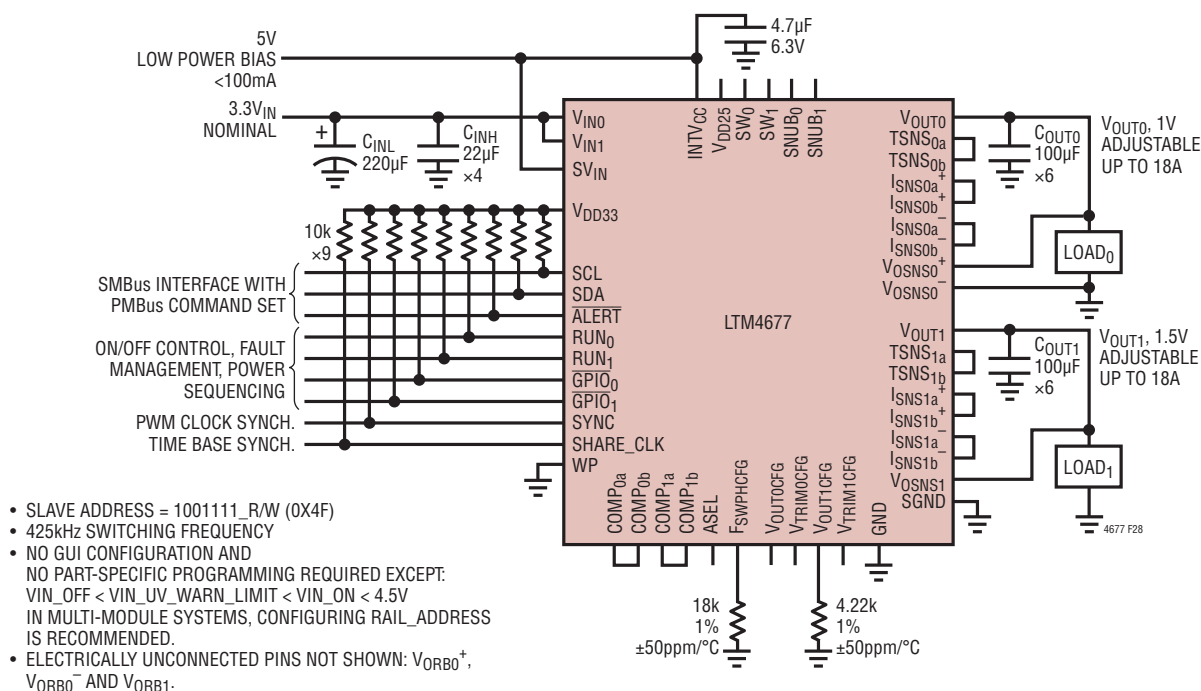 4.7µF
6.3V
5V
LOW POWER BIAS
<100mA
3.3VIN
NOMINAL
+
CINL
220µF
CINH
22µF
×4
INTVCC
VDD25
SW0
SW1
SNUB0
SNUB1
VIN0
VIN1
SVIN
VDD33
10k
×9
SMBus INTERFACE WITH
PMBus COMMAND SET
SCL
SDA
ALERT
ON/OFF CONTROL, FAULT
MANAGEMENT, POWER
SEQUENCING
RUN0
RUN1
GPIO0
GPIO1
PWM CLOCK SYNCH.
SYNC
TIME BASE SYNCH.
SHARE_CLK
WP
LTM4677
VOUT0
TSNS0a
TSNS0b
ISNS0a+
ISNS0b+
ISNS0a–
ISNS0b–
VOSNS0+
VOSNS0–
COUT0
100µF
×6
VOUT0, 1V
ADJUSTABLE
UP TO 18A
LOAD0
VOUT1
TSNS1a
TSNS1b
ISNS1a+
ISNS1b+
ISNS1a–
ISNS1b–
VOSNS1
SGND
COUT1
100µF
×6
VOUT1, 1.5V
ADJUSTABLE
UP TO 18A
LOAD1
4677 F28
COMP0a
COMP0b
COMP1a
COMP1b
ASEL
FSWPHCFG
VOUT0CFG
VTRIM0CFG
VOUT1CFG
VTRIM1CFG
GND
18k
1%
±50ppm/°C
4.22k
1%
±50ppm/°C
• SLAVE ADDRESS = 1001111_R/W (0X4F)
• 425kHz SWITCHING FREQUENCY
• NO GUI CONFIGURATION AND
NO PART-SPECIFIC PROGRAMMING REQUIRED EXCEPT:
VIN_OFF < VIN_UV_WARN_LIMIT < VIN_ON < 4.5V
IN MULTI-MODULE SYSTEMS, CONFIGURING RAIL_ADDRESS
IS RECOMMENDED.
• ELECTRICALLY UNCONNECTED PINS NOT SHOWN: VORB0+,
VORB0– AND VORB1.